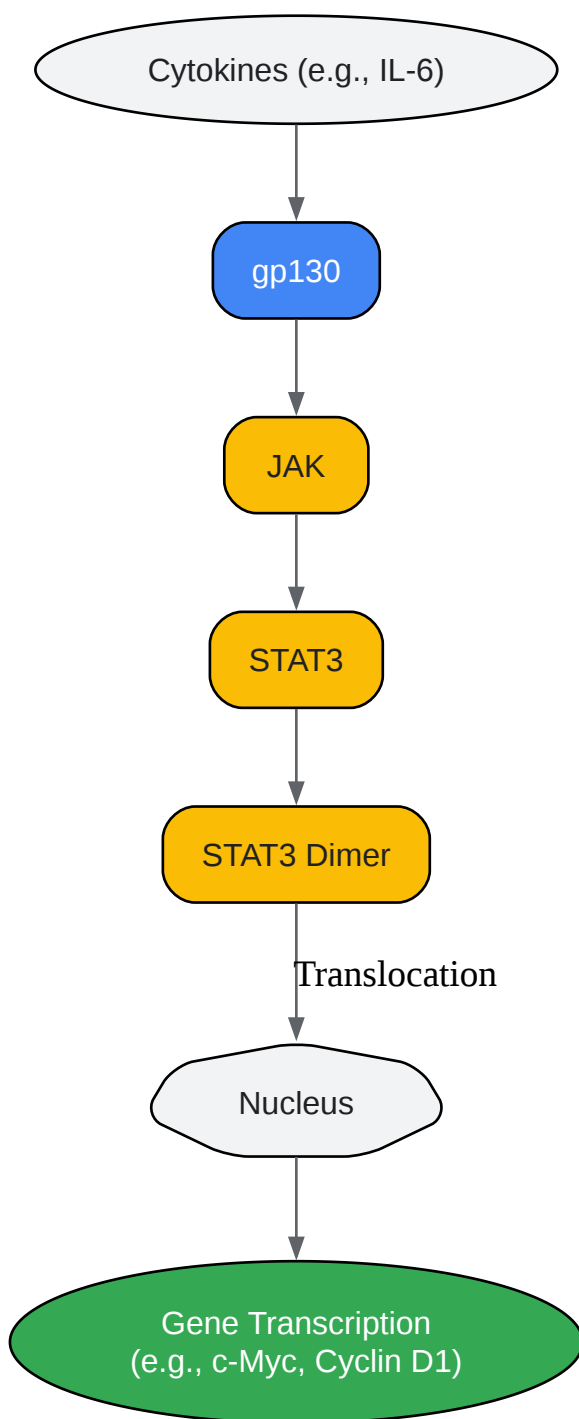 Cytokines (e.g., IL-6)
gp130
JAK
STAT3
STAT3 Dimer
Translocation
Nucleus
Gene Transcription
(e.g., c-Myc, Cyclin D1)